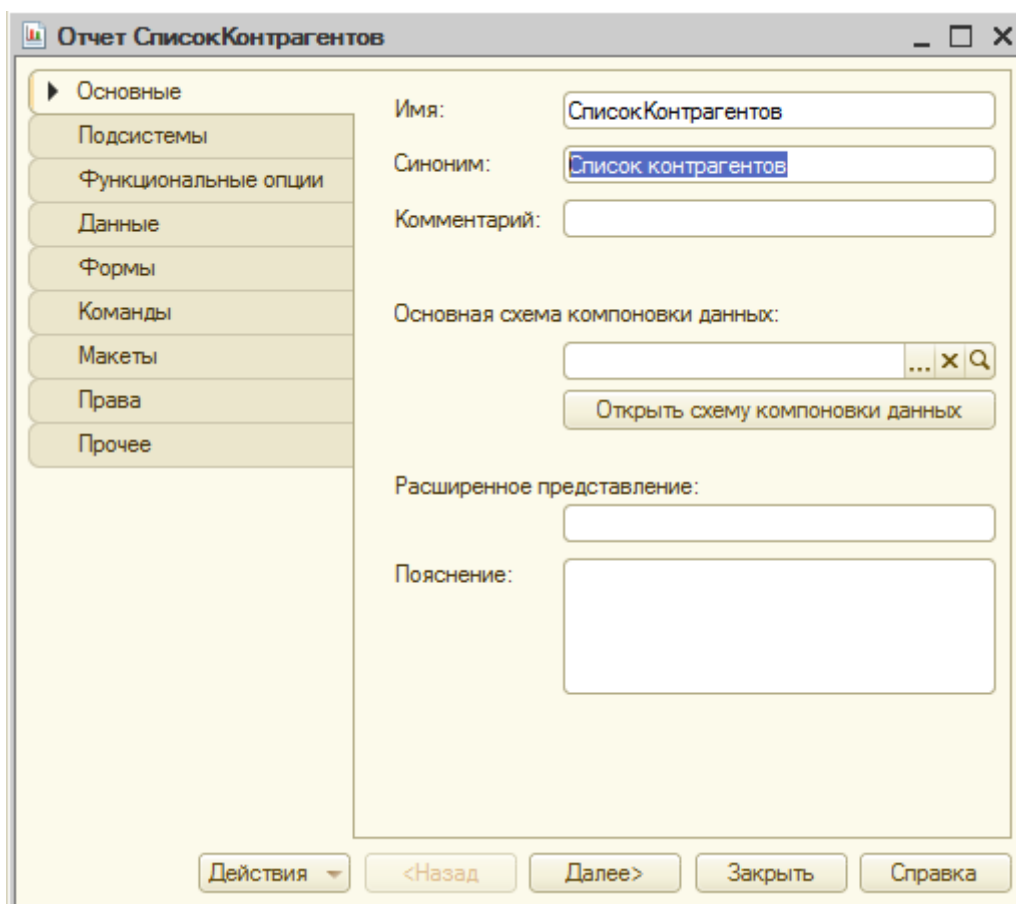 Отчет СписокКонтрагентов
Основные
Подсистемы
Функциональные опции
Данные
Формы
Команды
Макеты
Права
Прочее
Имя: СписокКонтрагентов
Синоним: Список контрагентов
Комментарий:
Основная схема компоновки данных:
...
Открыть схему компоновки данных
Расширенное представление:
Пояснение:
Действия <Назад Далее> Закрыть Справка